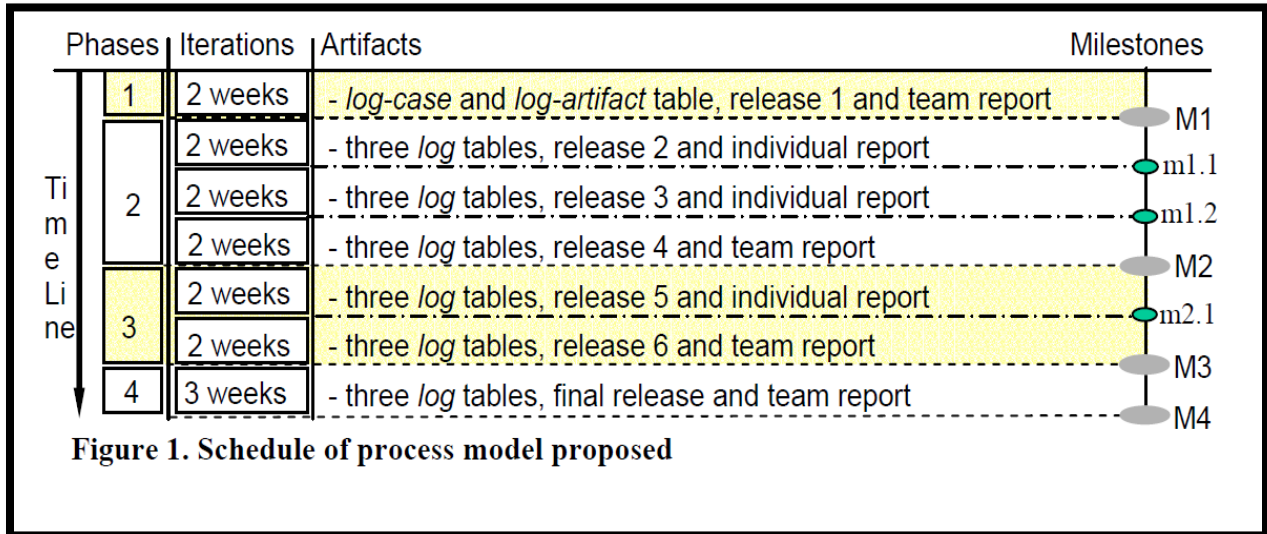 Phases Iterations Artifacts Milestones
1 2 weeks - log-case and log-artifact table, release 1 and team report
M1
2 weeks - three log tables, release 2 and individual report
m1.1
Ti
m
e
Li
ne
2 2 weeks - three log tables, release 3 and individual report
m1.2
2 weeks - three log tables, release 4 and team report
M2
2 weeks - three log tables, release 5 and individual report
m2.1
3
2 weeks - three log tables, release 6 and team report
M3
4 3 weeks - three log tables, final release and team report
M4
Figure 1. Schedule of process model proposed